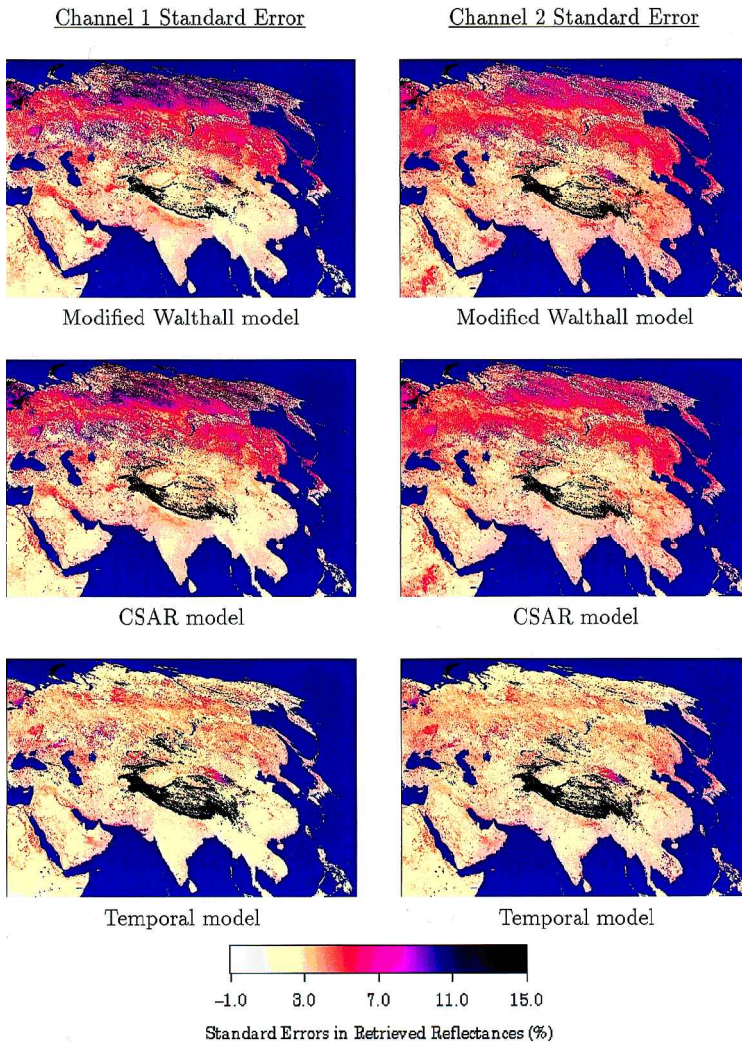 Channel 1 Standard Error
Channel 2 Standard Error
Modified Walthall model
Modified Walthall model
CSAR model
CSAR model
Temporal model
Temporal model
−1.0 3.0 7.0 11.0 15.0
Standard Errors in Retrieved Reflectances (%)